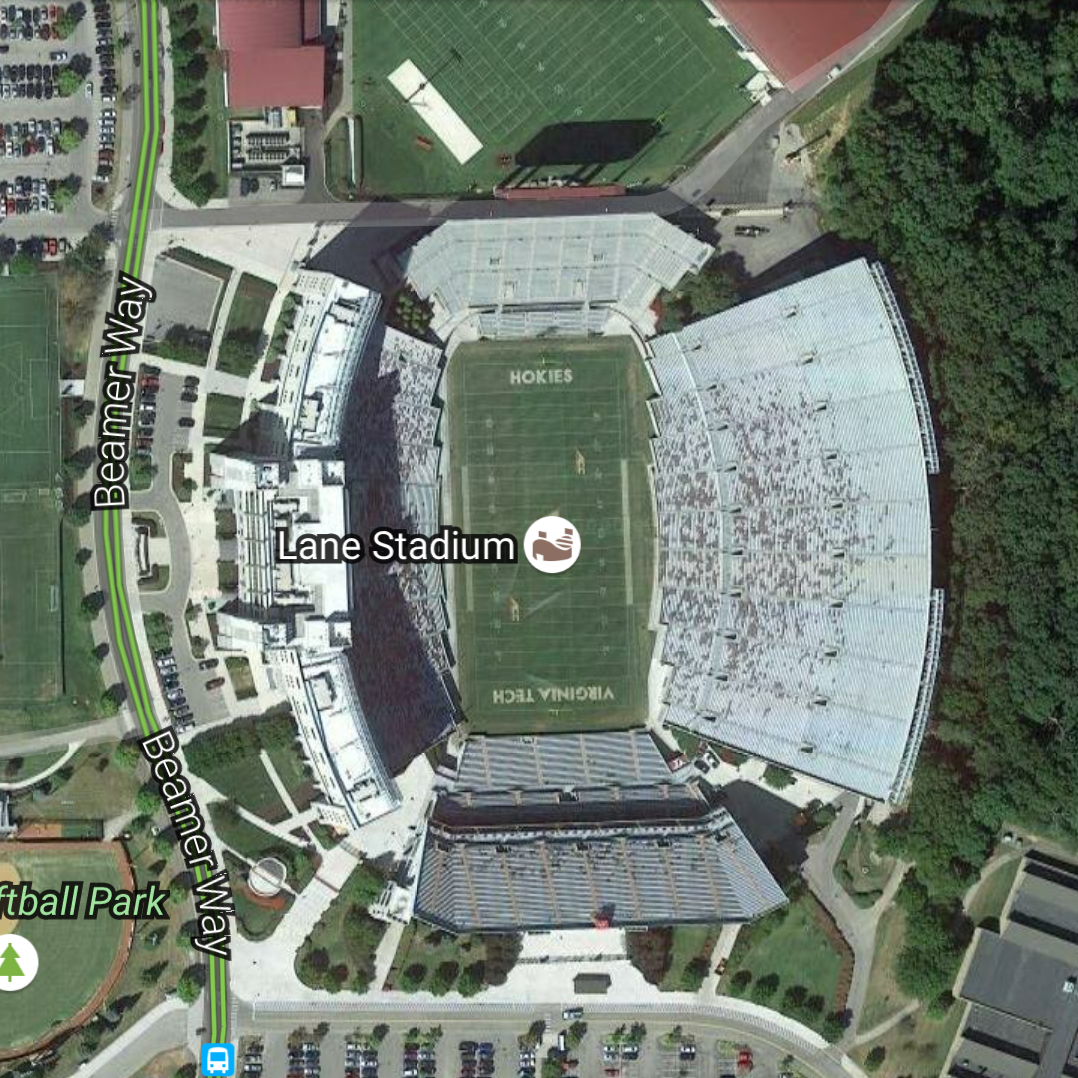 Beamer Way
HOKIES
Lane Stadium
VIRGINIA TECH
Beamer Way
ftball Park